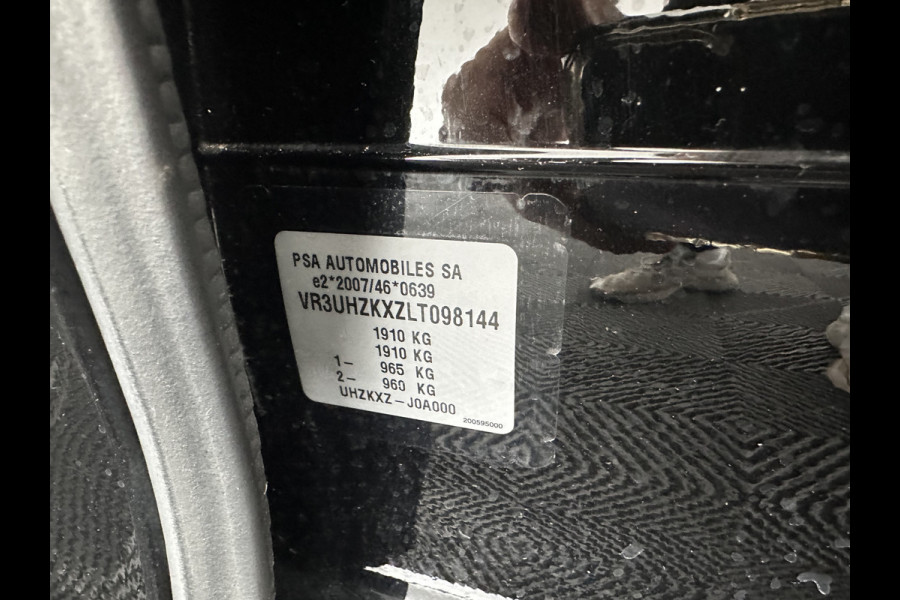 PSA AUTOMOBILES SA
e2*2007/46*0639
VR3UHZKXZLT098144
1910 KG
1910 KG
1– 965 KG
2– 960 KG
UHZKXZ–J0A000
200595000